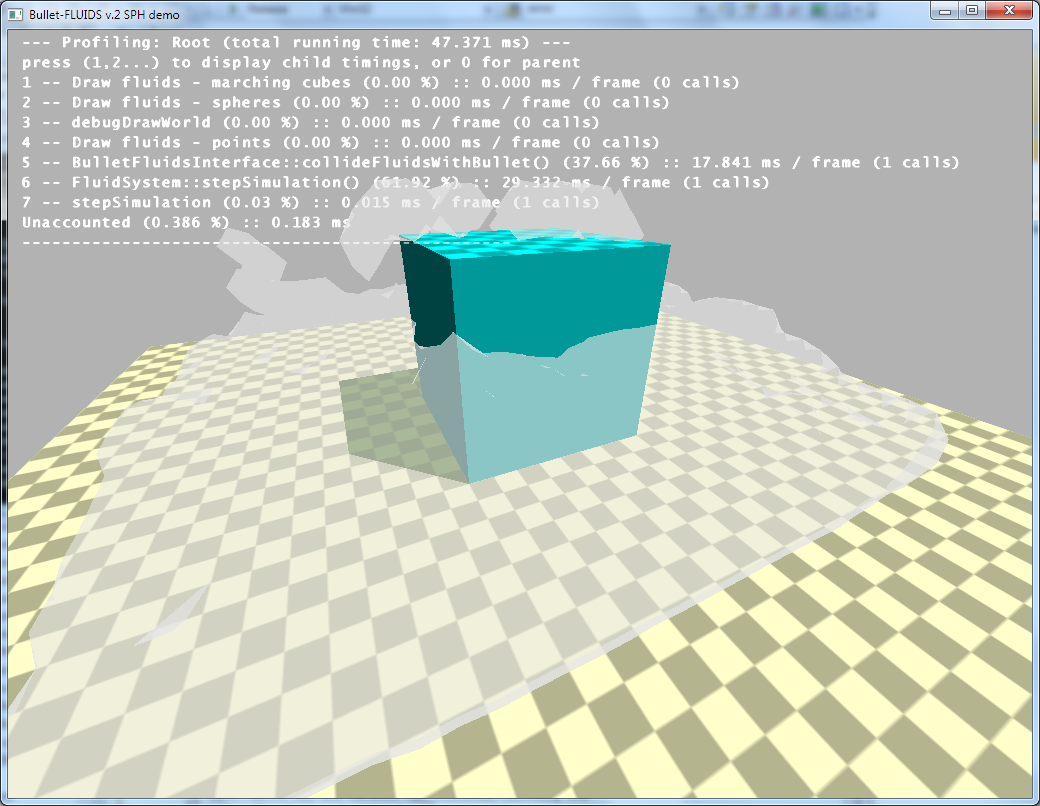 Bullet-FLUIDS v.2 SPH demo
--- Profiling: Root (total running time: 47.371 ms) ---
press (1,2...) to display child timings, or 0 for parent
1 -- Draw fluids - marching cubes (0.00 %) :: 0.000 ms / frame (0 calls)
2 -- Draw fluids - spheres (0.00 %) :: 0.000 ms / frame (0 calls)
3 -- debugDrawWorld (0.00 %) :: 0.000 ms / frame (0 calls)
4 -- Draw fluids - points (0.00 %) :: 0.000 ms / frame (0 calls)
5 -- BulletFluidsInterface::collideFluidsWithBullet() (37.66 %) :: 17.841 ms / frame (1 calls)
6 -- FluidSystem::stepSimulation() (61.92 %) :: 29.332 ms / frame (1 calls)
7 -- stepSimulation (0.03 %) :: 0.015 ms / frame (1 calls)
Unaccounted (0.386 %) :: 0.183 ms
-------------------------------------------------